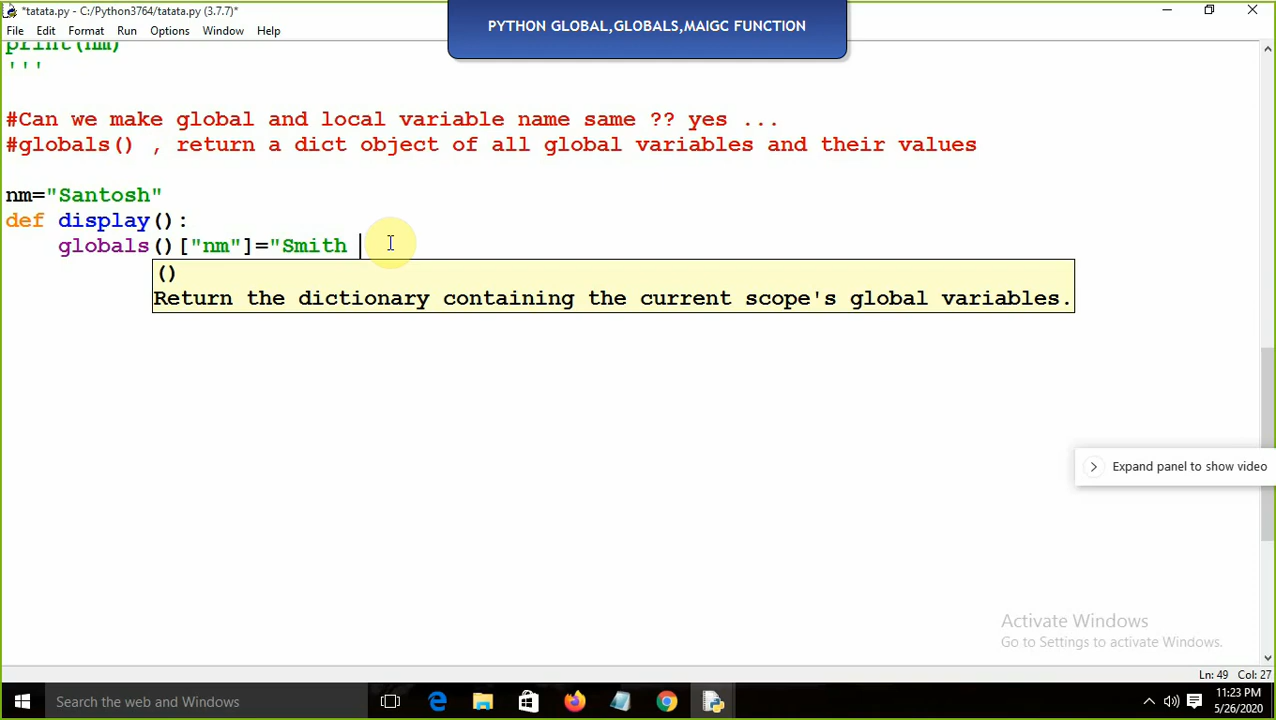 *tatata.py - C:/Python3764/tatata.py (3.7.7)*
PYTHON GLOBAL,GLOBALS,MAIGC FUNCTION
File Edit Format Run Options Window Help
print(nm)
'''
#Can we make global and local variable name same ?? yes ...
#globals() , return a dict object of all global variables and their values
nm="Santosh"
def display():
globals()["nm"]="Smith
()
Return the dictionary containing the current scope's global variables.
Expand panel to show video
Activate Windows
Go to Settings to activate Windows.
Ln: 49 Col: 27
Search the web and Windows
11:23 PM
5/26/2020